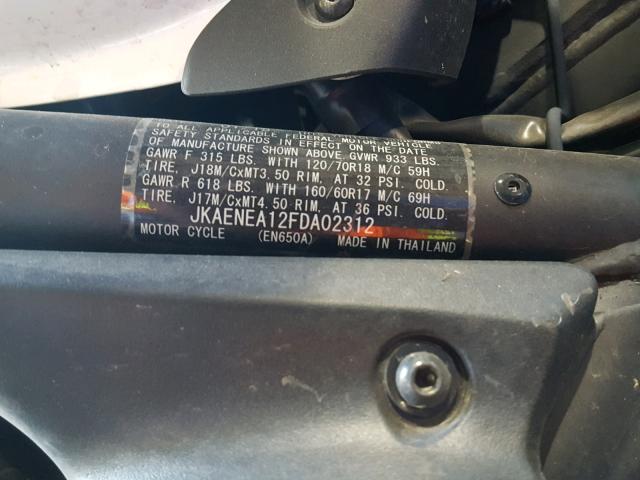 TO ALL APPLICABLE FEDERAL MOTOR VEHICLE
SAFETY STANDARDS IN EFFECT ON THE DATE
OF MANUFACTURE SHOWN ABOVE. GVWR 933 LBS.
GAWR F 315 LBS. WITH 120/70R18 M/C 59H
TIRE, J18M/CxMT3.50 RIM, AT 32 PSI. COLD.
GAWR R 618 LBS. WITH 160/60R17 M/C 69H
TIRE, J17M/CxMT4.50 RIM, AT 36 PSI. COLD.
JKAENEA12FDA02312
MOTOR CYCLE (EN650A) MADE IN THAILAND